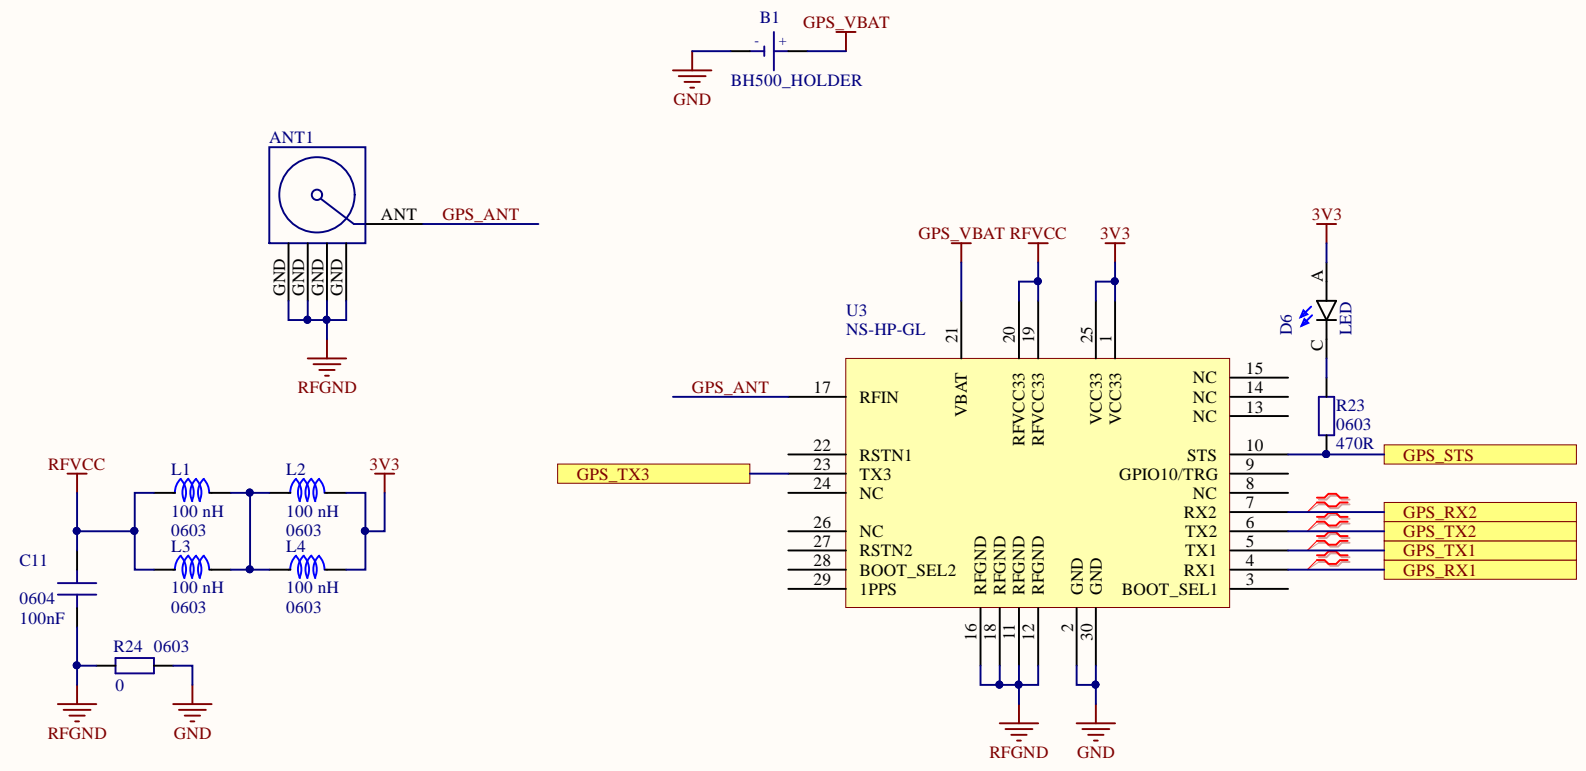 B1
GPS_VBAT
- +
BH500_HOLDER
GND
ANT1
ANT
GPS_ANT
GND
GND
GND
GND
RFGND
GPS_VBAT
RFVCC
3V3
3V3
U3
NS-HP-GL
21
20
19
25
1
A
D6
LED
C
R23
0603
470R
GPS_ANT
17
RFIN
VBAT
RFVCC33
RFVCC33
VCC33
VCC33
NC
15
NC
14
NC
13
22
RSTN1
GPS_TX3
23
TX3
24
NC
26
NC
27
RSTN2
28
BOOT_SEL2
29
1PPS
STS
10
GPS_STS
GPIO10/TRG
9
NC
8
RX2
7
GPS_RX2
TX2
6
GPS_TX2
TX1
5
GPS_TX1
RX1
4
GPS_RX1
BOOT_SEL1
3
RFGND
RFGND
RFGND
RFGND
GND
GND
16
18
11
12
2
30
RFGND
GND
RFVCC
L1
100 nH
0603
L2
100 nH
0603
3V3
L3
100 nH
0603
L4
100 nH
0603
C11
0604
100nF
R24 0603
0
RFGND
GND